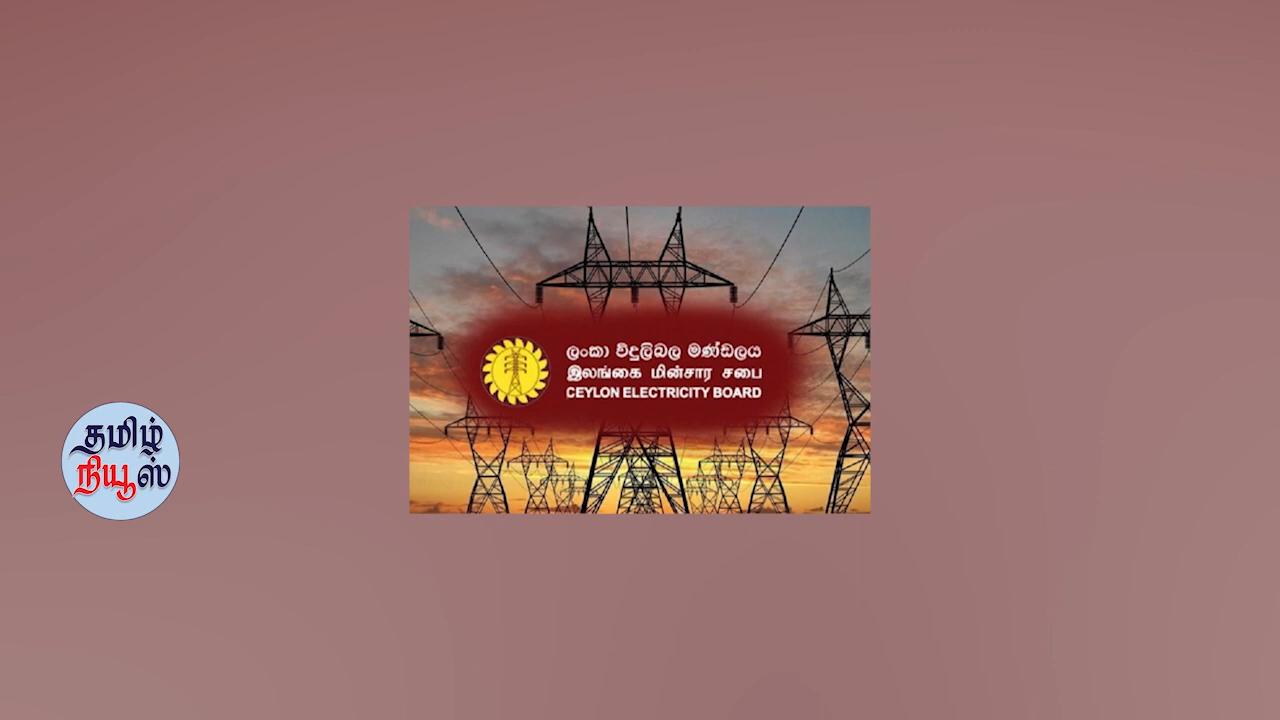 ලංකා විදුලිබල මණ්ඩලය
இலங்கை மின்சார சபை
CEYLON ELECTRICITY BOARD
தமிழ்
நியூஸ்